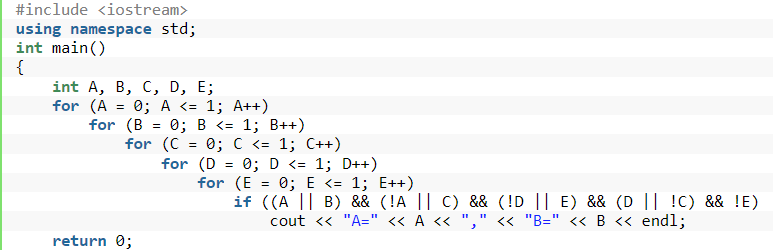 #include <iostream>
using namespace std;
int main()
{
    int A, B, C, D, E;
    for (A = 0; A <= 1; A++)
        for (B = 0; B <= 1; B++)
            for (C = 0; C <= 1; C++)
                for (D = 0; D <= 1; D++)
                    for (E = 0; E <= 1; E++)
                        if ((A || B) && (!A || C) && (!D || E) && (D || !C) && !E)
                            cout << "A=" << A << "," << "B=" << B << endl;
    return 0;